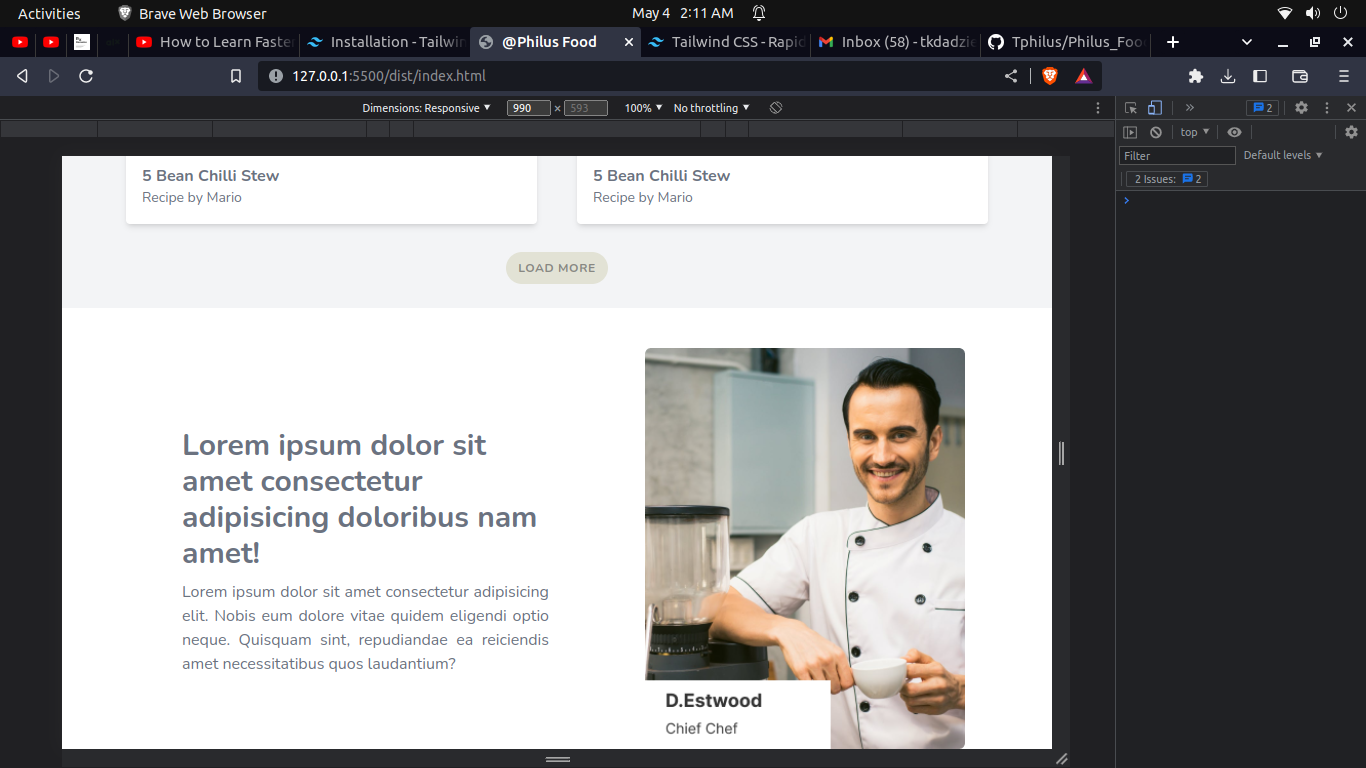 Activities
Brave Web Browser
May 4 2:11 AM
How to Learn Faster
Installation - Tailwin
@Philus Food
Tailwind CSS - Rapid
Inbox (58) - tkdadzie
Tphilus/Philus_Foo
127.0.0.1:5500/dist/index.html
Dimensions: Responsive
990 × 593
100%
No throttling
2
top
Filter
Default levels
2 Issues: 2
5 Bean Chilli Stew
Recipe by Mario
5 Bean Chilli Stew
Recipe by Mario
LOAD MORE
Lorem ipsum dolor sit
amet consectetur
adipisicing doloribus nam
amet!
Lorem ipsum dolor sit amet consectetur adipisicing
elit. Nobis eum dolore vitae quidem eligendi optio
neque. Quisquam sint, repudiandae ea reiciendis
amet necessitatibus quos laudantium?
D.Estwood
Chief Chef